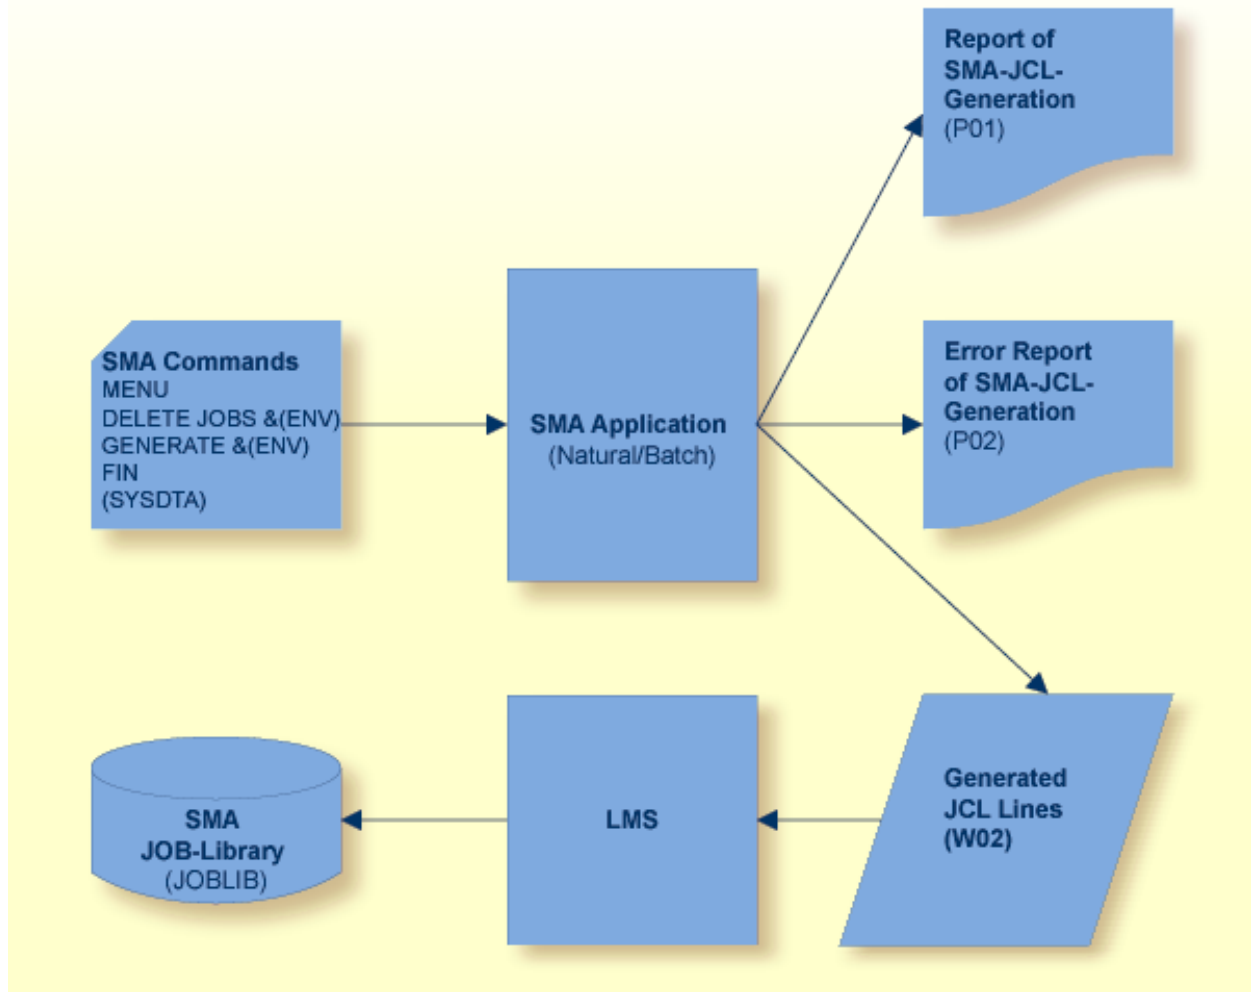 Report of
SMA-JCL-
Generation
(P01)
SMA Commands
MENU
DELETE JOBS &(ENV)
GENERATE &(ENV)
FIN
(SYSDTA)
SMA Application
(Natural/Batch)
Error Report
of SMA-JCL-
Generation
(P02)
SMA
JOB-Library
(JOBLIB)
LMS
Generated
JCL Lines
(W02)